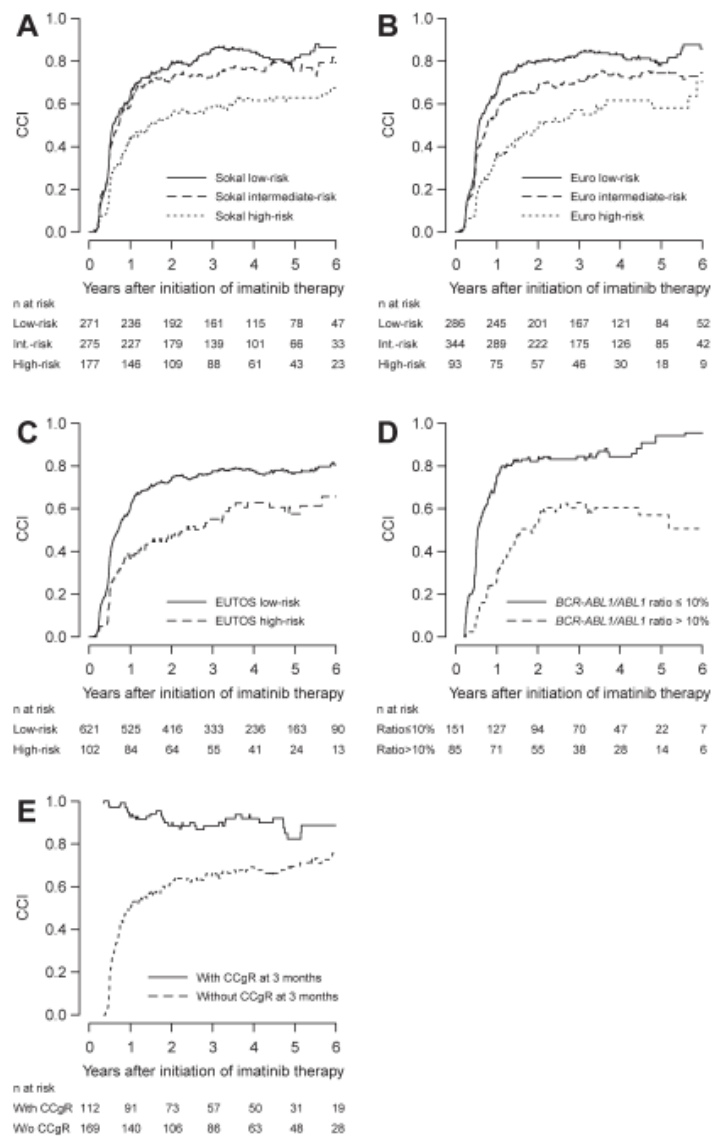 A
1.0
0.8
0.6
0.4
0.2
0.0
CCI
Sokal low-risk
Sokal intermediate-risk
Sokal high-risk
0 1 2 3 4 5 6
Years after initiation of imatinib therapy
n at risk
Low-risk 271 236 192 161 115 78 47
Int.-risk 275 227 179 139 101 66 33
High-risk 177 146 109 88 61 43 23
B
1.0
0.8
0.6
0.4
0.2
0.0
CCI
Euro low-risk
Euro intermediate-risk
Euro high-risk
0 1 2 3 4 5 6
Years after initiation of imatinib therapy
n at risk
Low-risk 286 245 201 167 121 84 52
Int.-risk 344 289 222 175 126 85 42
High-risk 93 75 57 46 30 18 9
C
1.0
0.8
0.6
0.4
0.2
0.0
CCI
EUTOS low-risk
EUTOS high-risk
0 1 2 3 4 5 6
Years after initiation of imatinib therapy
n at risk
Low-risk 621 525 416 333 236 163 90
High-risk 102 84 64 55 41 24 13
D
1.0
0.8
0.6
0.4
0.2
0.0
CCI
BCR-ABL1/ABL1 ratio ≤ 10%
BCR-ABL1/ABL1 ratio > 10%
0 1 2 3 4 5 6
Years after initiation of imatinib therapy
n at risk
Ratio≤10% 151 127 94 70 47 22 7
Ratio>10% 85 71 55 38 28 14 6
E
1.0
0.8
0.6
0.4
0.2
0.0
CCI
With CCgR at 3 months
Without CCgR at 3 months
0 1 2 3 4 5 6
Years after initiation of imatinib therapy
n at risk
With CCgR 112 91 73 57 50 31 19
W/o CCgR 169 140 106 86 63 48 28